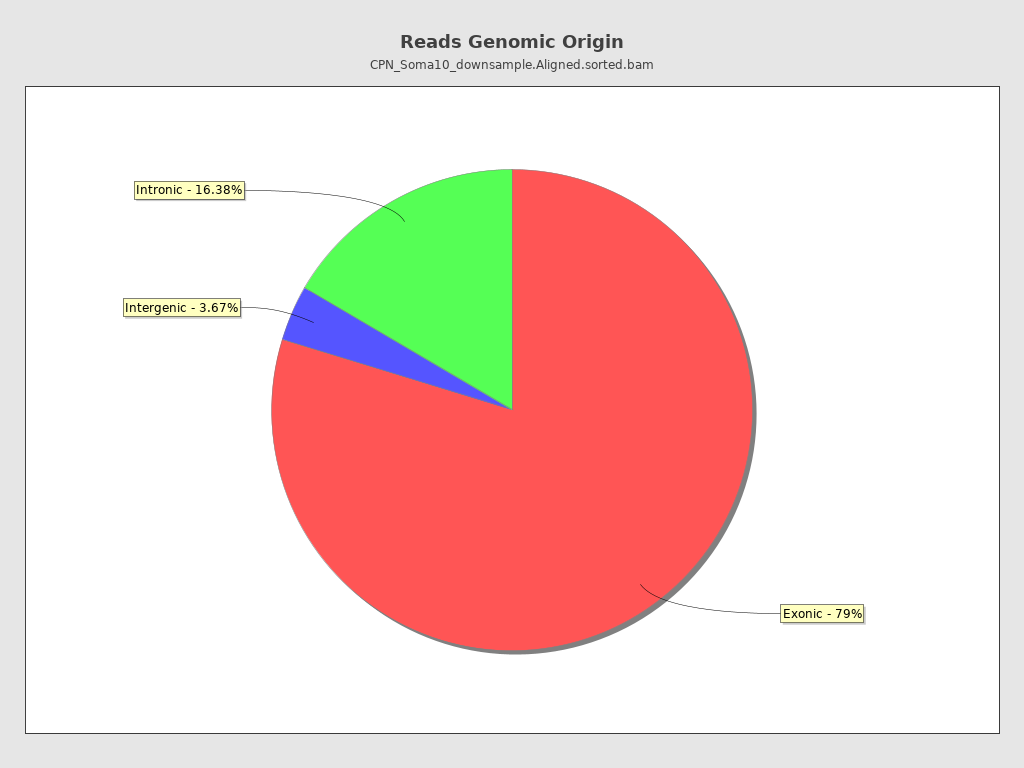 Reads Genomic Origin
CPN_Soma10_downsample.Aligned.sorted.bam
Intronic - 16.38%
Intergenic - 3.67%
Exonic - 79%